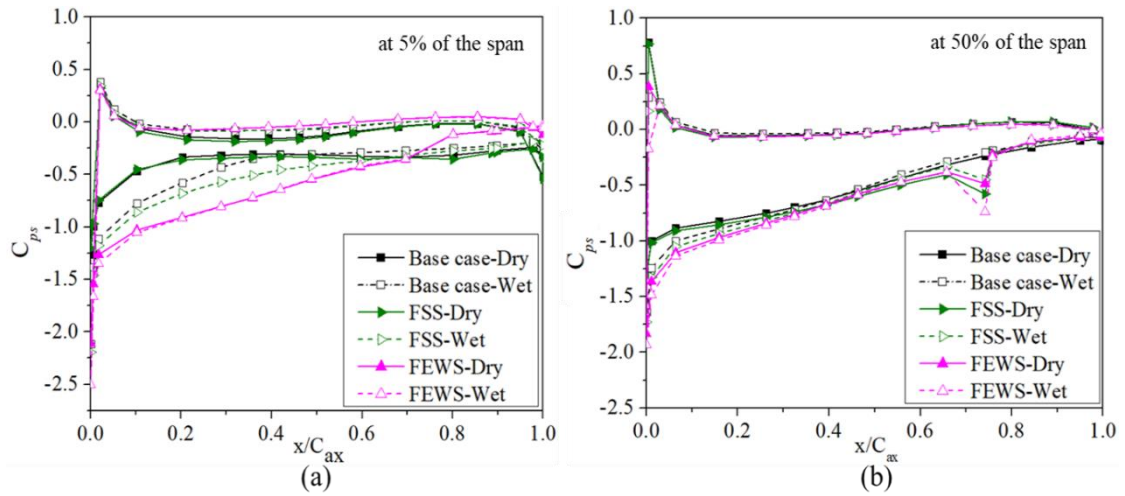 1.0
0.5
0.0
-0.5
-1.0
-1.5
-2.0
-2.5
C_ps
at 5% of the span
Base case-Dry
Base case-Wet
FSS-Dry
FSS-Wet
FEWS-Dry
FEWS-Wet
0.0 0.2 0.4 0.6 0.8 1.0
x/C_ax
(a)
1.0
0.5
0.0
-0.5
-1.0
-1.5
-2.0
-2.5
C_ps
at 50% of the span
Base case-Dry
Base case-Wet
FSS-Dry
FSS-Wet
FEWS-Dry
FEWS-Wet
0.0 0.2 0.4 0.6 0.8 1.0
x/C_ax
(b)